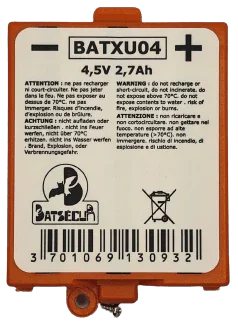 - BATXU04 +
4,5V 2,7Ah
ATTENTION : ne pas recharger
ni court-circuiter. Ne pas jeter
dans le feu. Ne pas exposer au
dessus de 70°C. ne pas
immerger. Risques d'incendie,
d'explosion ou de brûlure.
ACHTUNG : nicht aufladen oder
kurzschließen . nicht ins Feuer
werfen, nicht über 70°C
erhitzen. nicht ins Wasser werfen
. Brand, Explosion, oder
Verbrennungsgefahr.
WARNING : do not recharge or
short-circuit, do not incinerate, do
not expose above 70°C. do not
expose contents to water . risk of
fire, explosion or burns.
ATTENZIONE : non ricaricare e
non cortocircuitare. non gettare nel
fuoco. non esporre ad alte
temperature (>70°C). non
immergere. rischio di incendio, di
esplosione e di ustione.
BATSECUR
3 701069 130932